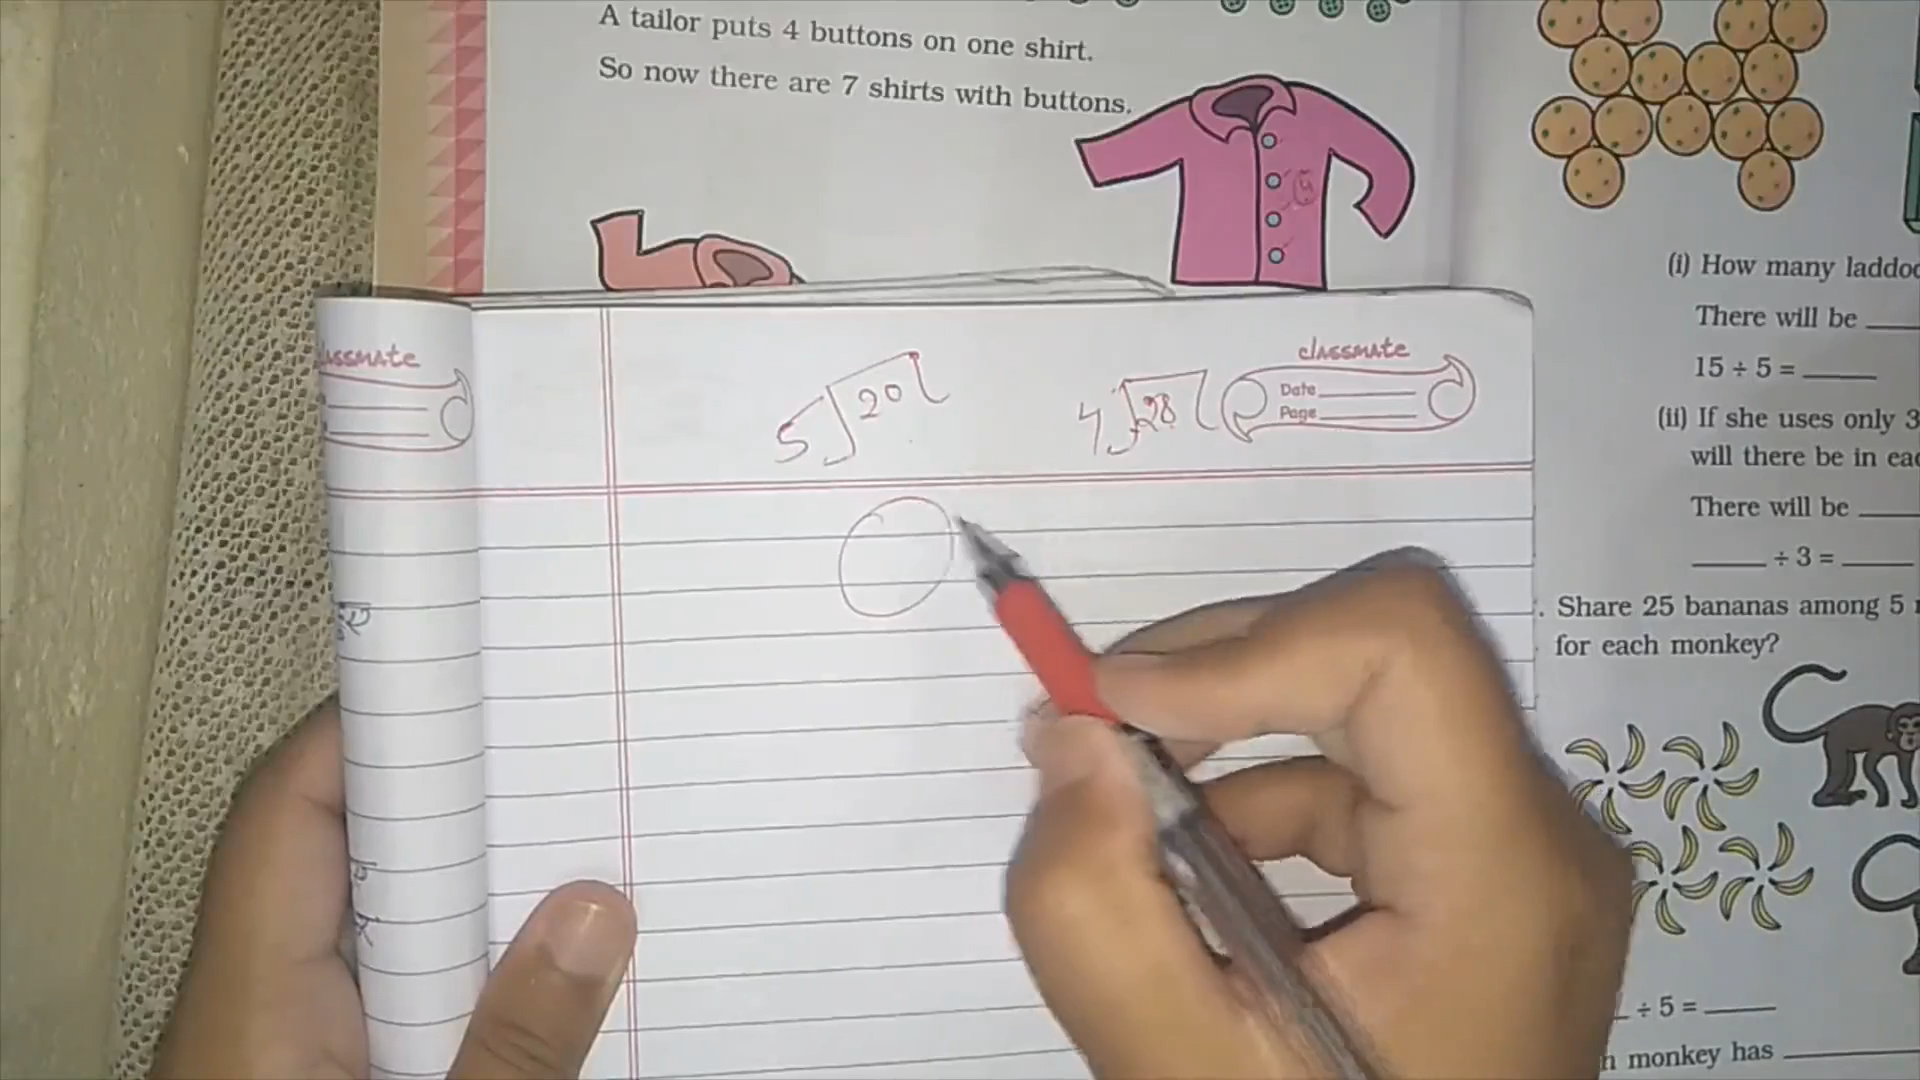 A tailor puts 4 buttons on one shirt.
So now there are 7 shirts with buttons.
4
classmate
5 20
4 28
classmate
Date
Page
(i) How many
There will be
15 ÷ 5 =
(ii) If she uses only 3
will there be in
There will be
÷ 3 =
Share 25 bananas among 5
for each monkey?
÷ 5 =
monkey has